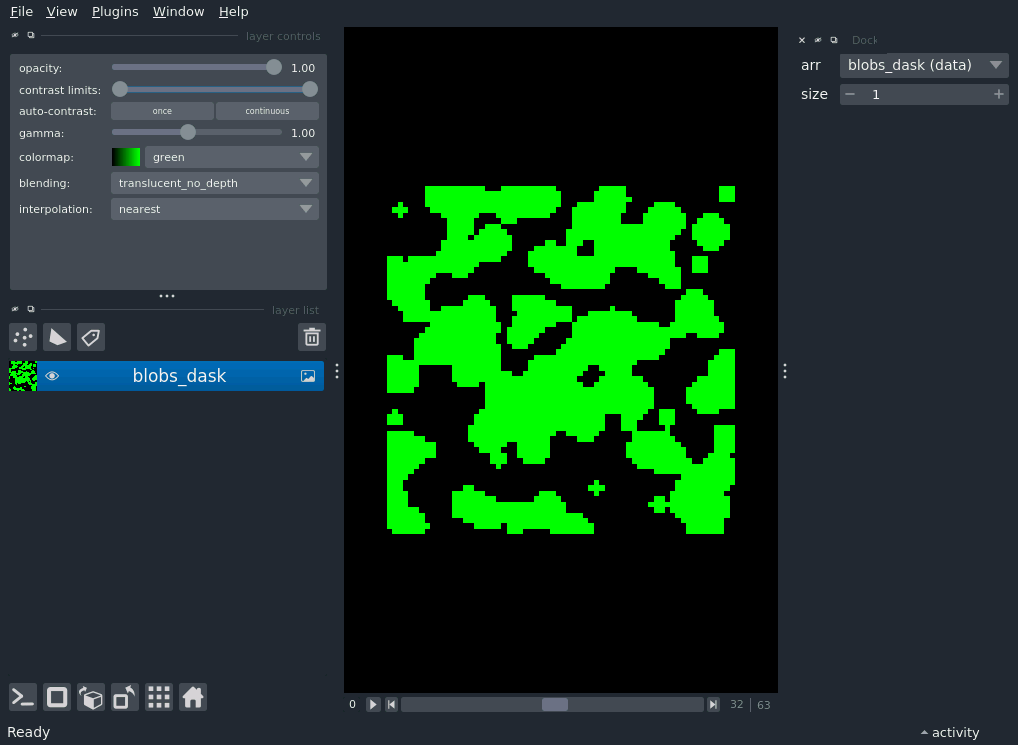 File View Plugins Window Help
layer controls
opacity: 1.00
contrast limits:
auto-contrast: once continuous
gamma: 1.00
colormap: green
blending: translucent_no_depth
interpolation: nearest
layer list
blobs_dask
0 32 63
Dock
arr blobs_dask (data)
size 1
Ready
activity